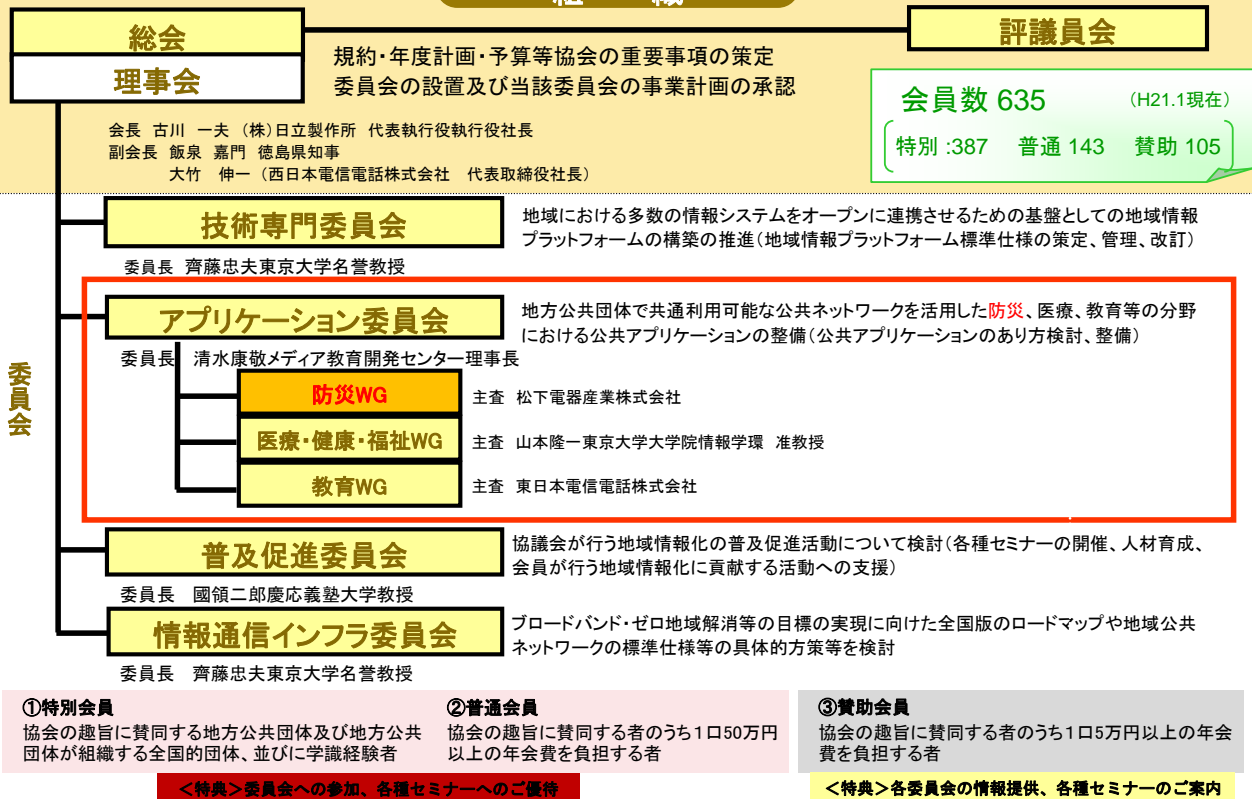 組　織
総会
評議員会
理事会
規約・年度計画・予算等協会の重要事項の策定
委員会の設置及び当該委員会の事業計画の承認
会員数 635 (H21.1現在)
特別 :387 普通 143 賛助 105
会長 古川 一夫 (株)日立製作所 代表執行役執行役社長
副会長 飯泉 嘉門 徳島県知事
大竹 伸一 (西日本電信電話株式会社 代表取締役社長)
委員会
技術専門委員会
地域における多数の情報システムをオープンに連携させるための基盤としての地域情報
プラットフォームの構築の推進(地域情報プラットフォーム標準仕様の策定、管理、改訂)
委員長 齊藤忠夫東京大学名誉教授
アプリケーション委員会
地方公共団体で共通利用可能な公共ネットワークを活用した防災、医療、教育等の分野
における公共アプリケーションの整備(公共アプリケーションのあり方検討、整備)
委員長 清水康敬メディア教育開発センター理事長
防災WG
主査 松下電器産業株式会社
医療・健康・福祉WG
主査 山本隆一東京大学大学院情報学環 准教授
教育WG
主査 東日本電信電話株式会社
普及促進委員会
協議会が行う地域情報化の普及促進活動について検討(各種セミナーの開催、人材育成、
会員が行う地域情報化に貢献する活動への支援)
委員長 國領二郎慶応義塾大学教授
情報通信インフラ委員会
ブロードバンド・ゼロ地域解消等の目標の実現に向けた全国版のロードマップや地域公共
ネットワークの標準仕様等の具体的方策等を検討
委員長 齊藤忠夫東京大学名誉教授
①特別会員
協会の趣旨に賛同する地方公共団体及び地方公共
団体が組織する全国的団体、並びに学識経験者
②普通会員
協会の趣旨に賛同する者のうち1口50万円
以上の年会費を負担する者
③賛助会員
協会の趣旨に賛同する者のうち1口5万円以上の年会
費を負担する者
<特典>委員会への参加、各種セミナーへのご優待
<特典>各委員会の情報提供、各種セミナーのご案内